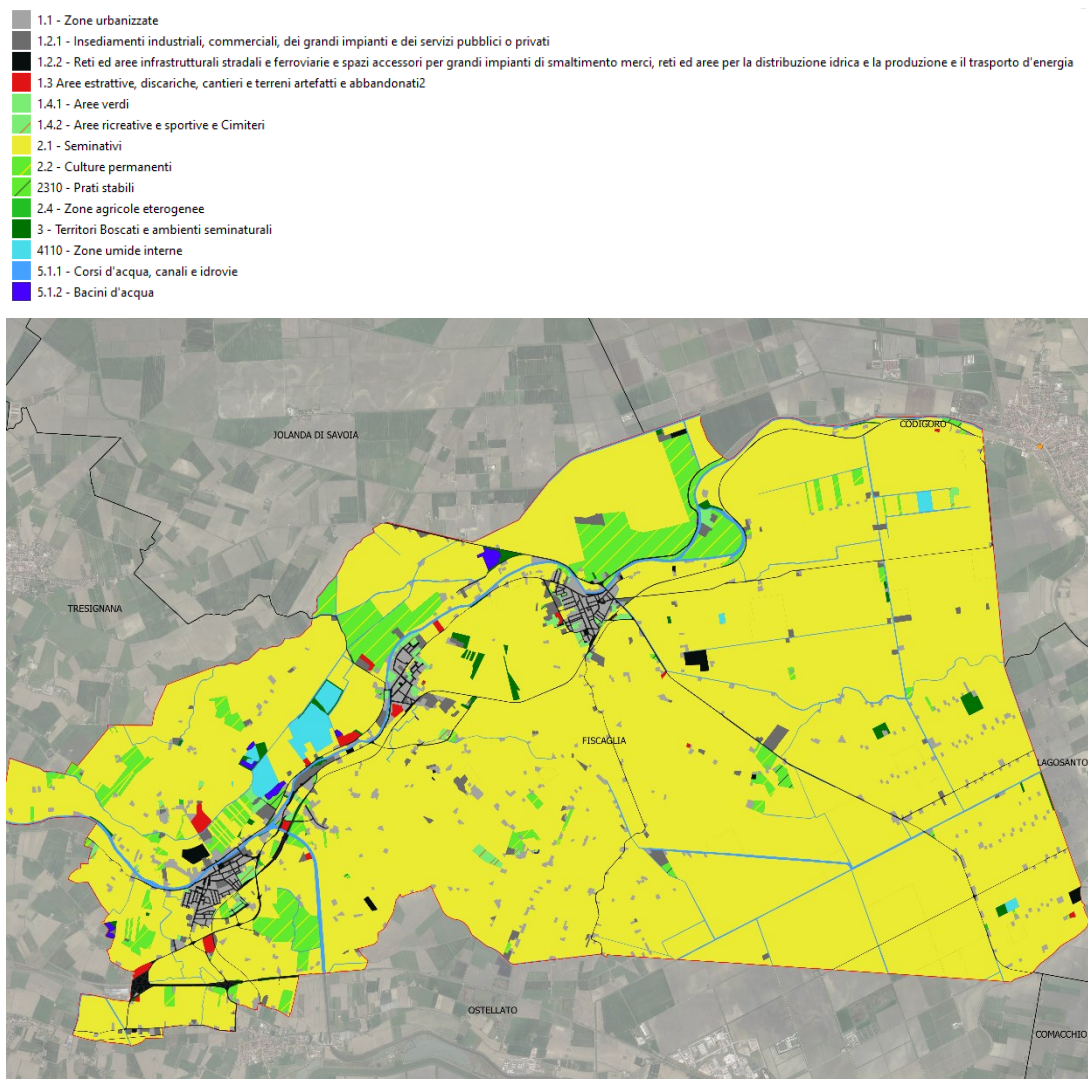 1.1 - Zone urbanizzate
1.2.1 - Insediamenti industriali, commerciali, dei grandi impianti e dei servizi pubblici o privati
1.2.2 - Reti ed aree infrastrutturali stradali e ferroviarie e spazi accessori per grandi impianti di smaltimento merci, reti ed aree per la distribuzione idrica e la produzione e il trasporto d'energia
1.3 Aree estrattive, discariche, cantieri e terreni artefatti e abbandonati2
1.4.1 - Aree verdi
1.4.2 - Aree ricreative e sportive e Cimiteri
2.1 - Seminativi
2.2 - Culture permanenti
2310 - Prati stabili
2.4 - Zone agricole eterogenee
3 - Territori Boscati e ambienti seminaturali
4110 - Zone umide interne
5.1.1 - Corsi d'acqua, canali e idrovie
5.1.2 - Bacini d'acqua
CODIGORO
JOLANDA DI SAVOIA
TRESIGNANA
FISCAGLIA
LAGOSANTO
OSTELLATO
COMACCHIO